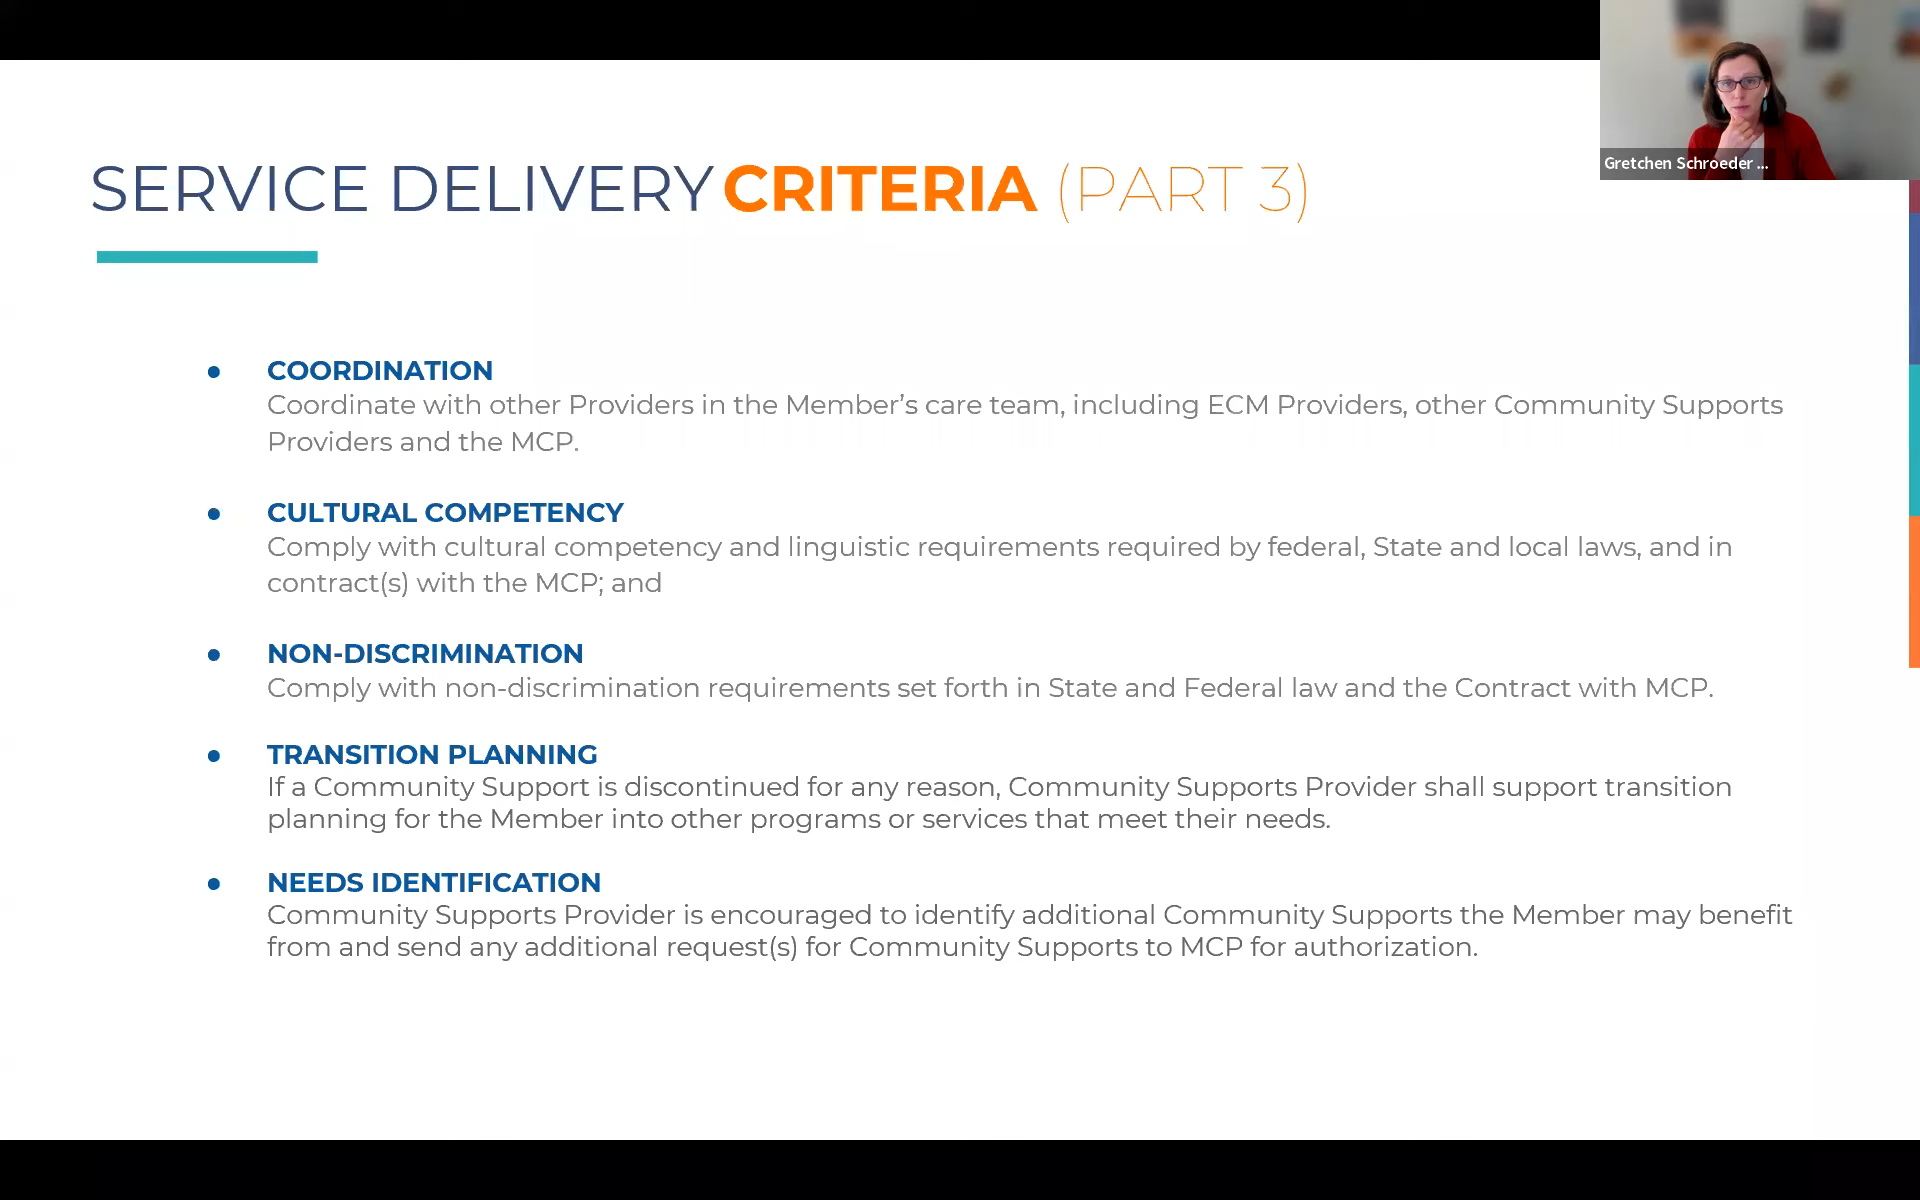 Gretchen Schroeder ...
SERVICE DELIVERY CRITERIA (PART 3)
● COORDINATION
Coordinate with other Providers in the Member’s care team, including ECM Providers, other Community Supports
Providers and the MCP.
● CULTURAL COMPETENCY
Comply with cultural competency and linguistic requirements required by federal, State and local laws, and in
contract(s) with the MCP; and
● NON-DISCRIMINATION
Comply with non-discrimination requirements set forth in State and Federal law and the Contract with MCP.
● TRANSITION PLANNING
If a Community Support is discontinued for any reason, Community Supports Provider shall support transition
planning for the Member into other programs or services that meet their needs.
● NEEDS IDENTIFICATION
Community Supports Provider is encouraged to identify additional Community Supports the Member may benefit
from and send any additional request(s) for Community Supports to MCP for authorization.